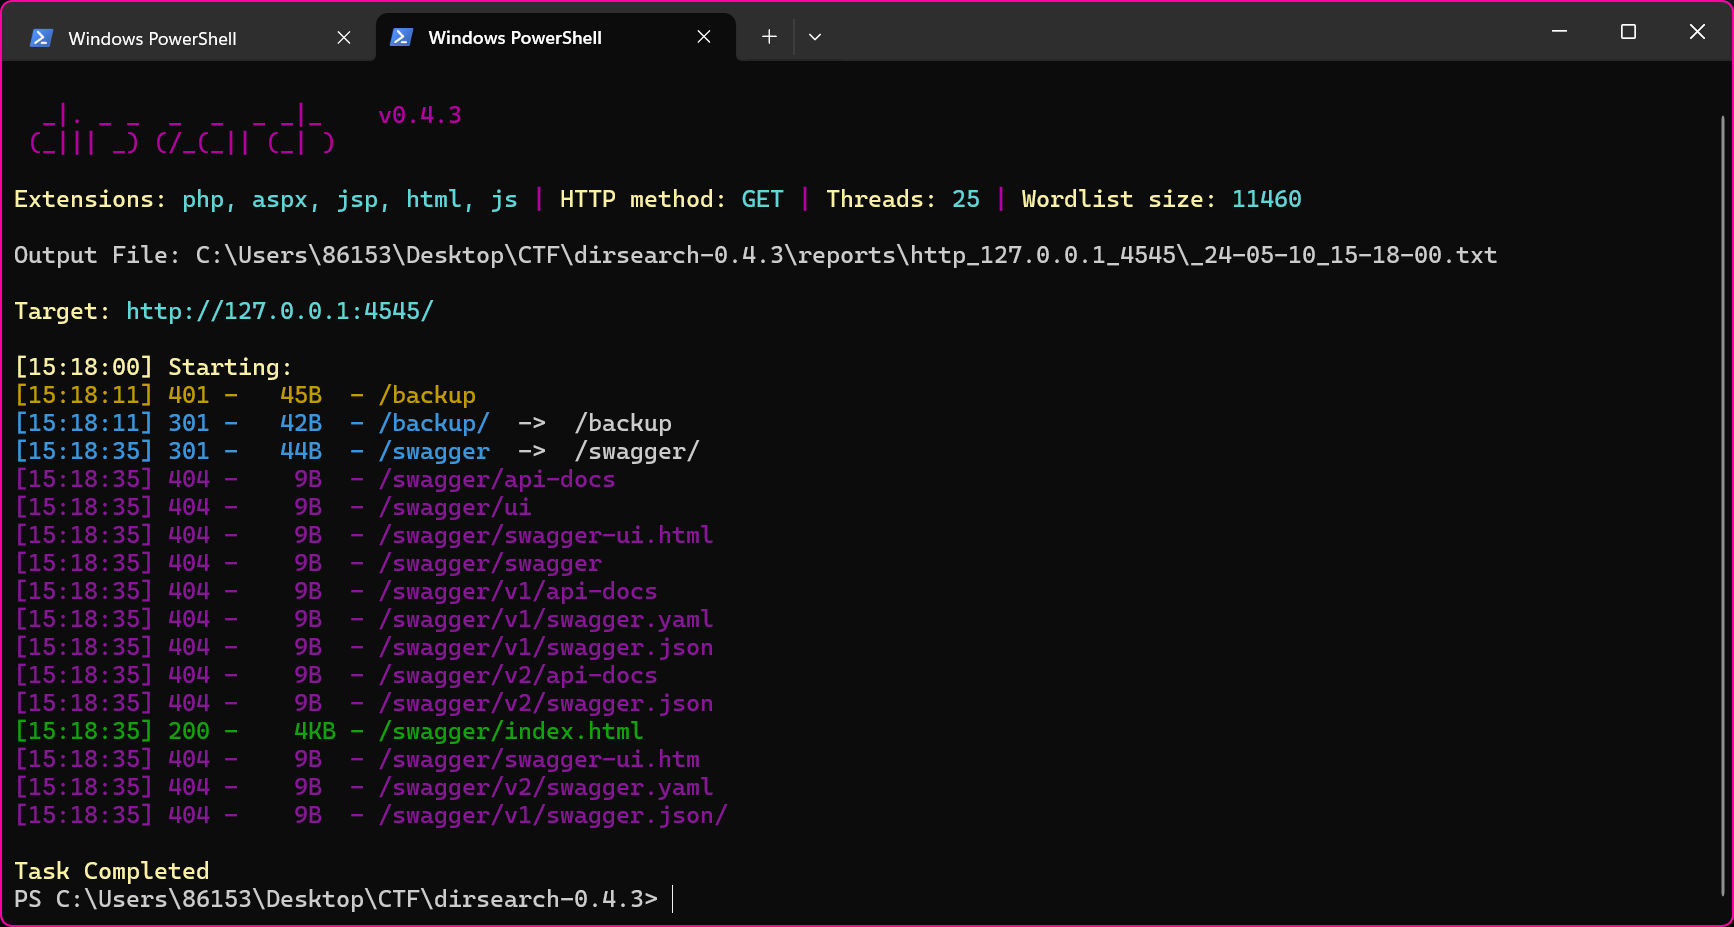 Windows PowerShell
Windows PowerShell
_|. _ _  _  _  _ _|_    v0.4.3
(_||| _) (/_(_|| (_| )
Extensions: php, aspx, jsp, html, js | HTTP method: GET | Threads: 25 | Wordlist size: 11460
Output File: C:\Users\86153\Desktop\CTF\dirsearch-0.4.3\reports\http_127.0.0.1_4545\_24-05-10_15-18-00.txt
Target: http://127.0.0.1:4545/
[15:18:00] Starting:
[15:18:11] 401 -   45B  - /backup
[15:18:11] 301 -   42B  - /backup/  ->  /backup
[15:18:35] 301 -   44B  - /swagger  ->  /swagger/
[15:18:35] 404 -    9B  - /swagger/api-docs
[15:18:35] 404 -    9B  - /swagger/ui
[15:18:35] 404 -    9B  - /swagger/swagger-ui.html
[15:18:35] 404 -    9B  - /swagger/swagger
[15:18:35] 404 -    9B  - /swagger/v1/api-docs
[15:18:35] 404 -    9B  - /swagger/v1/swagger.yaml
[15:18:35] 404 -    9B  - /swagger/v1/swagger.json
[15:18:35] 404 -    9B  - /swagger/v2/api-docs
[15:18:35] 404 -    9B  - /swagger/v2/swagger.json
[15:18:35] 200 -    4KB - /swagger/index.html
[15:18:35] 404 -    9B  - /swagger/swagger-ui.htm
[15:18:35] 404 -    9B  - /swagger/v2/swagger.yaml
[15:18:35] 404 -    9B  - /swagger/v1/swagger.json/
Task Completed
PS C:\Users\86153\Desktop\CTF\dirsearch-0.4.3>